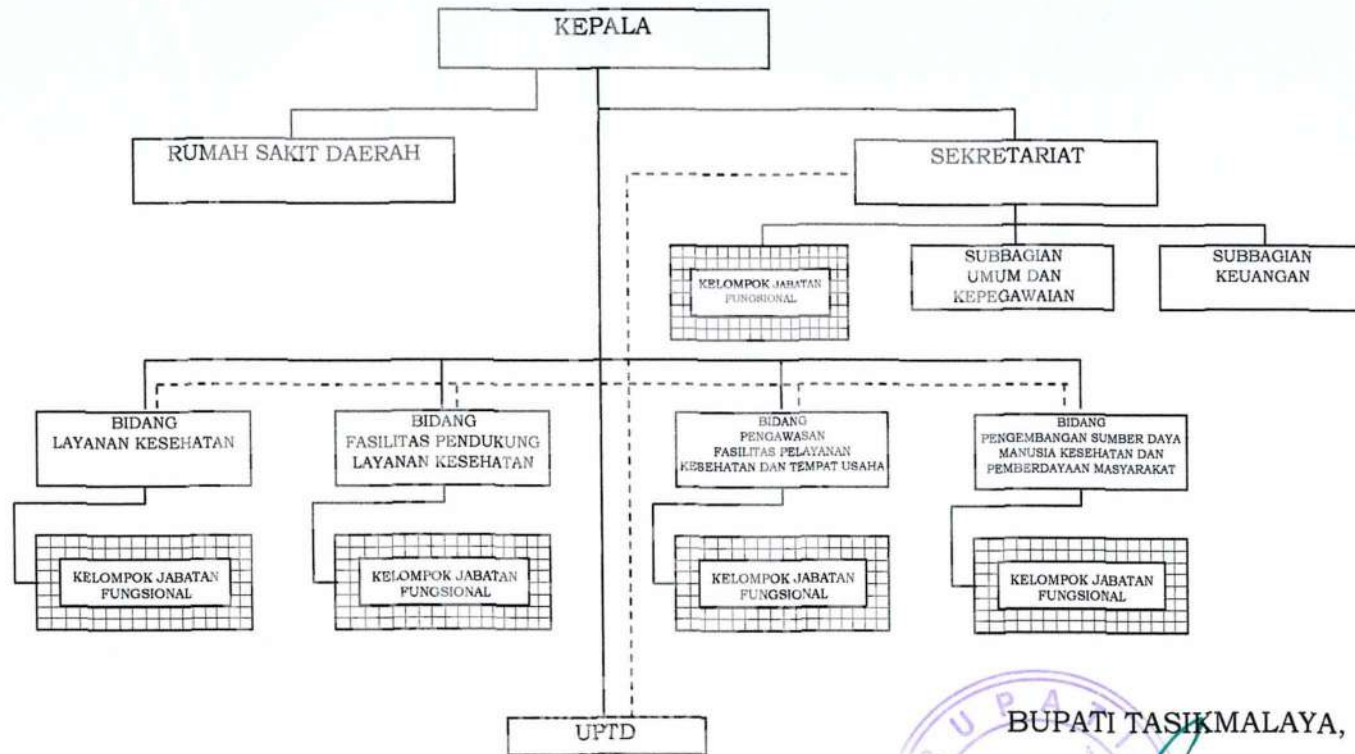 KEPALA
RUMAH SAKIT DAERAH
SEKRETARIAT
KELOMPOK JABATAN
FUNGSIONAL
SUBBAGIAN
UMUM DAN
KEPEGAWAIAN
SUBBAGIAN
KEUANGAN
BIDANG
LAYANAN KESEHATAN
BIDANG
FASILITAS PENDUKUNG
LAYANAN KESEHATAN
BIDANG
PENGAWASAN
FASILITAS PELAYANAN
KESEHATAN DAN TEMPAT USAHA
BIDANG
PENGEMBANGAN SUMBER DAYA
MANUSIA KESEHATAN DAN
PEMBERDAYAAN MASYARAKAT
KELOMPOK JABATAN
FUNGSIONAL
KELOMPOK JABATAN
FUNGSIONAL
KELOMPOK JABATAN
FUNGSIONAL
KELOMPOK JABATAN
FUNGSIONAL
UPTD
BUPATI TASIKMALAYA,
BUPATI